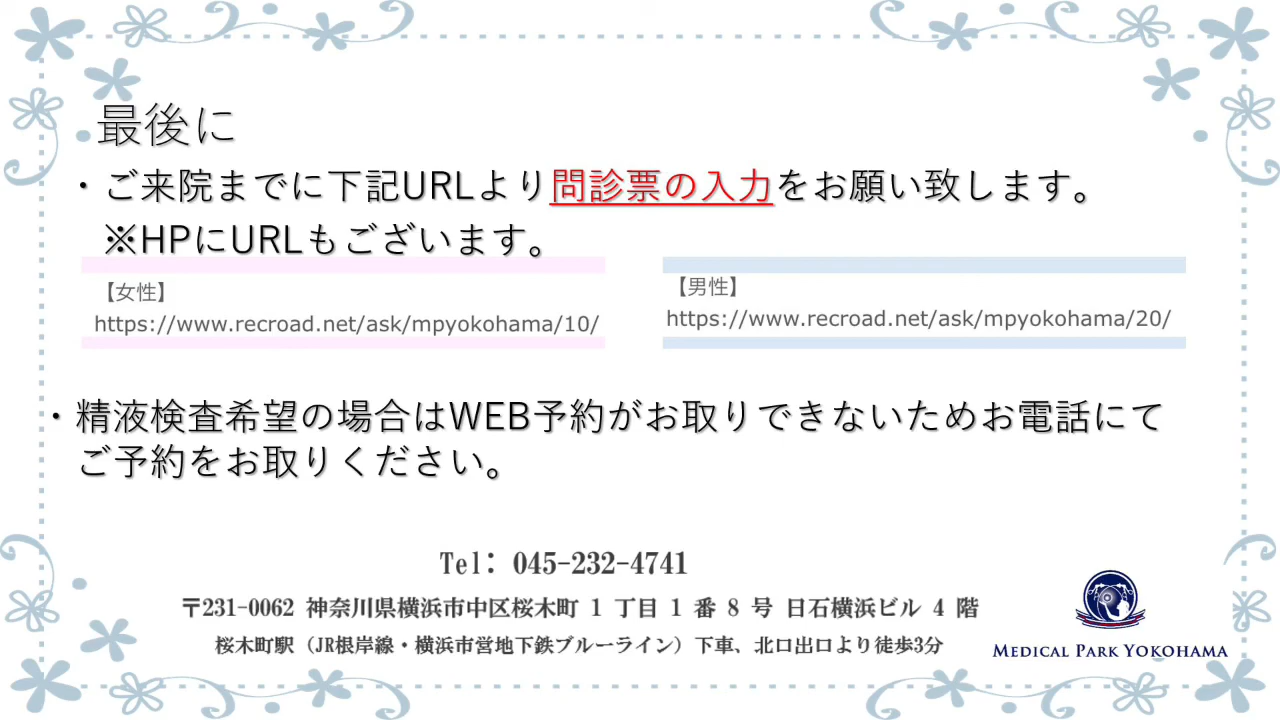 最後に
・ご来院までに下記URLより問診票の入力をお願い致します。
※HPにURLもございます。
【女性】
https://www.recroad.net/ask/mpyokohama/10/
【男性】
https://www.recroad.net/ask/mpyokohama/20/
・精液検査希望の場合はWEB予約がお取りできないためお電話にて
ご予約をお取りください。
Tel: 045-232-4741
〒231-0062 神奈川県横浜市中区桜木町 1 丁目 1 番 8 号 日石横浜ビル 4 階
桜木町駅（JR根岸線・横浜市営地下鉄ブルーライン）下車、北口出口より徒歩3分
MEDICAL PARK YOKOHAMA